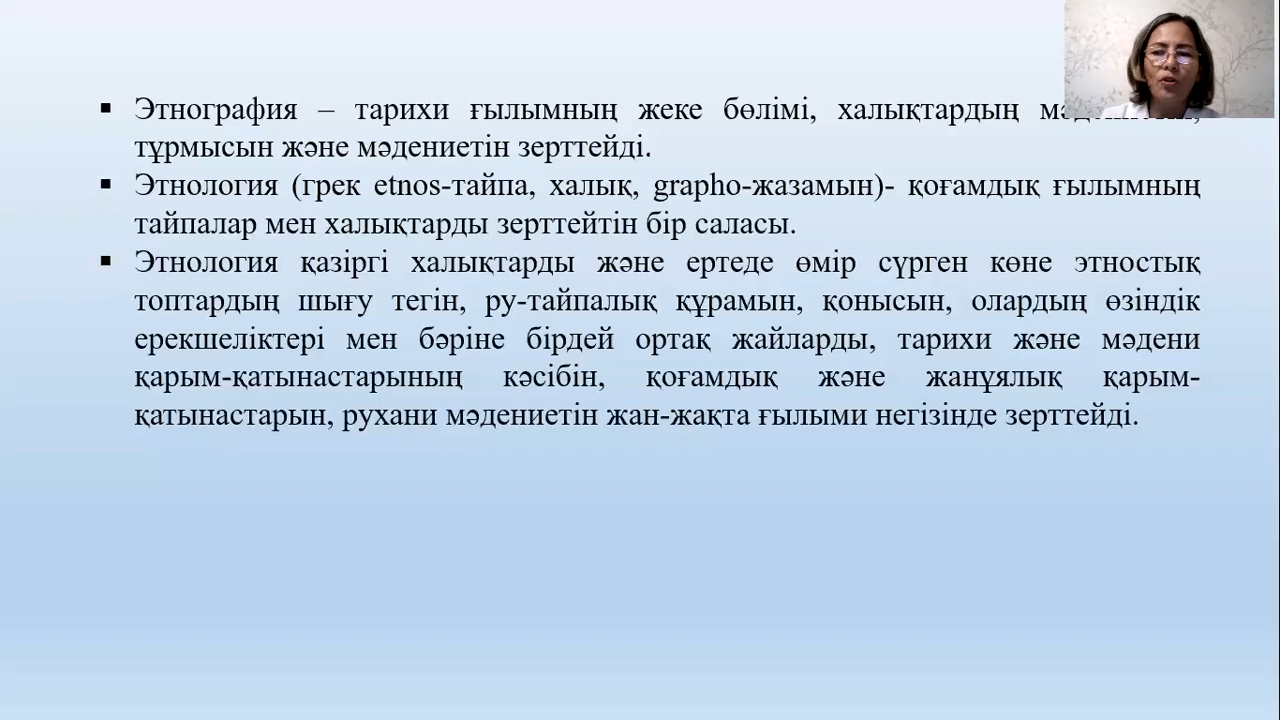 ▪ Этнография – тарихи ғылымның жеке бөлімі, халықтардың
тұрмысын және мәдениетін зерттейді.
▪ Этнология (грек etnos-тайпа, халық, grapho-жазамын)- қоғамдық ғылымның
тайпалар мен халықтарды зерттейтін бір саласы.
▪ Этнология қазіргі халықтарды және ертеде өмір сүрген көне этностық
топтардың шығу тегін, ру-тайпалық құрамын, қонысын, олардың өзіндік
ерекшеліктері мен бәріне бірдей ортақ жайларды, тарихи және мәдени
қарым-қатынастарының кәсібін, қоғамдық және жанұялық қарым-
қатынастарын, рухани мәдениетін жан-жақта ғылыми негізінде зерттейді.